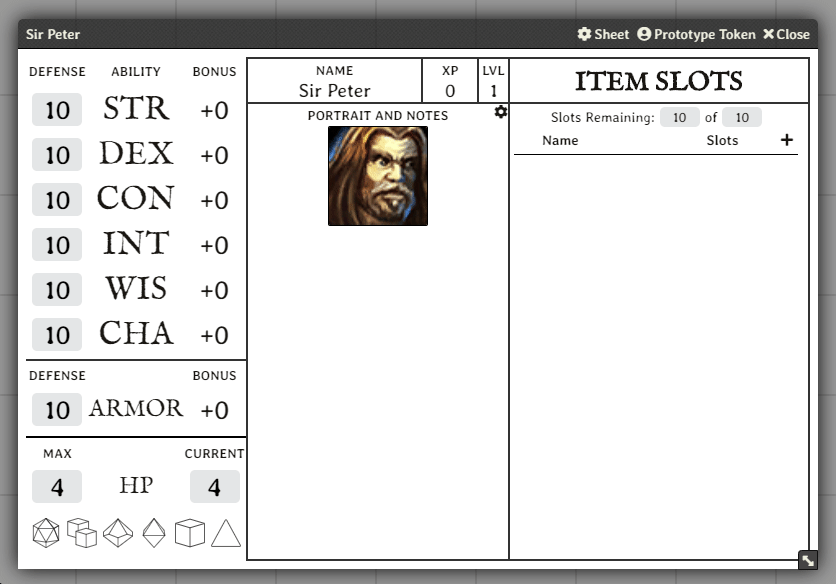 Sir Peter Sheet Prototype Token Close
DEFENSE ABILITY BONUS
10 STR +0
10 DEX +0
10 CON +0
10 INT +0
10 WIS +0
10 CHA +0
DEFENSE BONUS
10 ARMOR +0
MAX CURRENT
4 HP 4
NAME XP LVL
Sir Peter 0 1
PORTRAIT AND NOTES
ITEM SLOTS
Slots Remaining: 10 of 10
Name Slots +